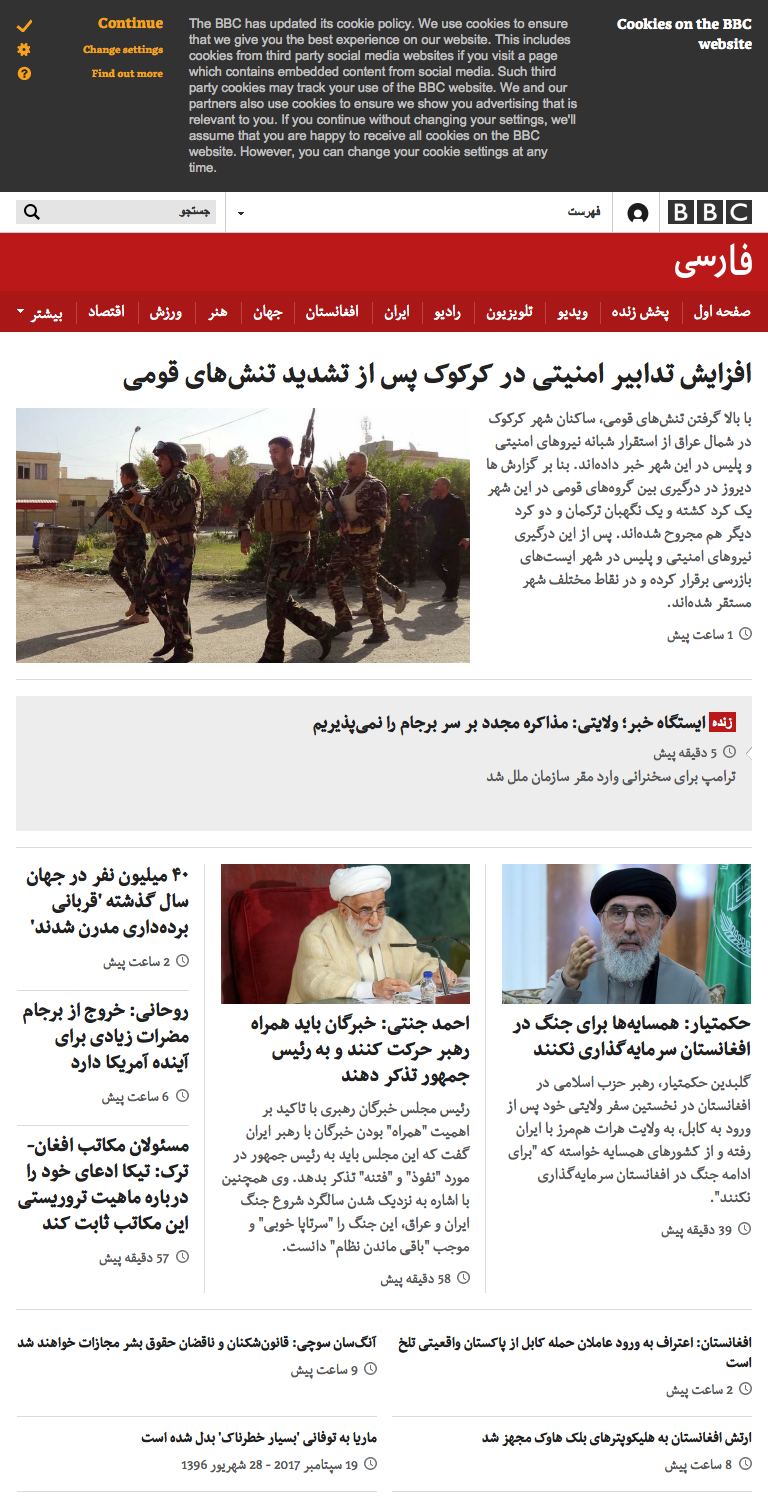 Cookies on the BBC
website
The BBC has updated its cookie policy. We use cookies to ensure
that we give you the best experience on our website. This includes
cookies from third party social media websites if you visit a page
which contains embedded content from social media. Such third
party cookies may track your use of the BBC website. We and our
partners also use cookies to ensure we show you advertising that is
relevant to you. If you continue without changing your settings, we'll
assume that you are happy to receive all cookies on the BBC
website. However, you can change your cookie settings at any
time.
Continue
Change settings
Find out more
BBC
فهرست
جستجو
فارسی
صفحه اول
پخش زنده
ویدیو
تلویزیون
رادیو
ایران
افغانستان
جهان
هنر
ورزش
اقتصاد
بیشتر
افزایش تدابیر امنیتی در کرکوک پس از تشدید تنش‌های قومی
با بالا گرفتن تنش‌های قومی، ساکنان شهر کرکوک
در شمال عراق از استقرار شبانه نیروهای امنیتی
و پلیس در این شهر خبر داده‌اند. بنا بر گزارش ها
دیروز در درگیری بین گروه‌های قومی در این شهر
یک کرد کشته و یک نگهبان ترکمان و دو کرد
دیگر هم مجروح شده‌اند. پس از این درگیری
نیروهای امنیتی و پلیس در شهر ایست‌های
بازرسی برقرار کرده و در نقاط مختلف شهر
مستقر شده‌اند.
1 ساعت پیش
زنده ایستگاه خبر؛ ولایتی: مذاکره مجدد بر سر برجام را نمی‌پذیریم
5 دقیقه پیش
ترامپ برای سخنرانی وارد مقر سازمان ملل شد
حکمتیار: همسایه‌ها برای جنگ در
افغانستان سرمایه‌گذاری نکنند
گلبدین حکمتیار، رهبر حزب اسلامی در
افغانستان در نخستین سفر ولایتی خود پس از
ورود به کابل، به ولایت هرات هم‌مرز با ایران
رفته و از کشورهای همسایه خواسته که "برای
ادامه جنگ در افغانستان سرمایه‌گذاری
نکنند".
39 دقیقه پیش
احمد جنتی: خبرگان باید همراه
رهبر حرکت کنند و به رئیس
جمهور تذکر دهند
رئیس مجلس خبرگان رهبری با تاکید بر
اهمیت "همراه" بودن خبرگان با رهبر ایران
گفت که این مجلس باید به رئیس جمهور در
مورد "نفوذ" و "فتنه" تذکر بدهد. وی همچنین
با اشاره به نزدیک شدن سالگرد شروع جنگ
ایران و عراق، این جنگ را "سرتاپا خوبی" و
موجب "باقی ماندن نظام" دانست.
58 دقیقه پیش
۴۰ میلیون نفر در جهان
سال گذشته 'قربانی
برده‌داری مدرن شدند'
2 ساعت پیش
روحانی: خروج از برجام
مضرات زیادی برای
آینده آمریکا دارد
6 ساعت پیش
مسئولان مکاتب افغان-
ترک: تیکا ادعای خود را
درباره ماهیت تروریستی
این مکاتب ثابت کند
57 دقیقه پیش
افغانستان: اعتراف به ورود عاملان حمله کابل از پاکستان واقعیتی تلخ
است
2 ساعت پیش
آنگ‌سان سوچی: قانون‌شکنان و ناقضان حقوق بشر مجازات خواهند شد
9 ساعت پیش
ارتش افغانستان به هلیکوپترهای بلک هاوک مجهز شد
8 ساعت پیش
ماریا به توفانی 'بسیار خطرناک' بدل شده است
19 سپتامبر 2017 - 28 شهریور 1396